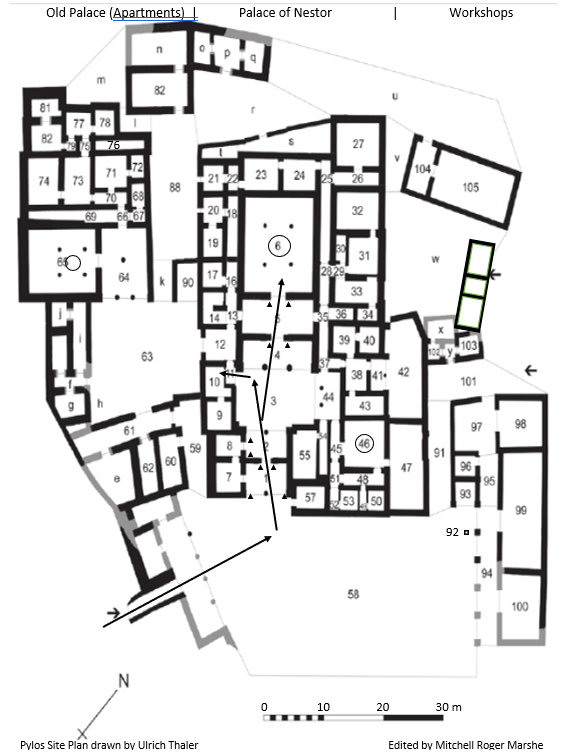 Old Palace (Apartments) | Palace of Nestor | Workshops
n o p q
m 82 r u
81
77 78 l s 27
82 79 75 76 t v
104 105
74 73 71 72 88 21 22 23 24 25 26
70 68
69 66 67 20 18 32
19 6
65 64 30 31 w
k 90 17 16 28 29
33
j 14 13 5 35 36 34
i 63 12 4 39 40 x
102 y 103
37
f 10 11 38 41 42 101
g h 9 3 44 43
61 97 98
59 8 2 54 46 91
e 62 60 55 45 47 96 95
7 1 51 48 93 99
57 52 53 49 50
92
94
58 100
N
0 10 20 30 m
Pylos Site Plan drawn by Ulrich Thaler Edited by Mitchell Roger Marshe